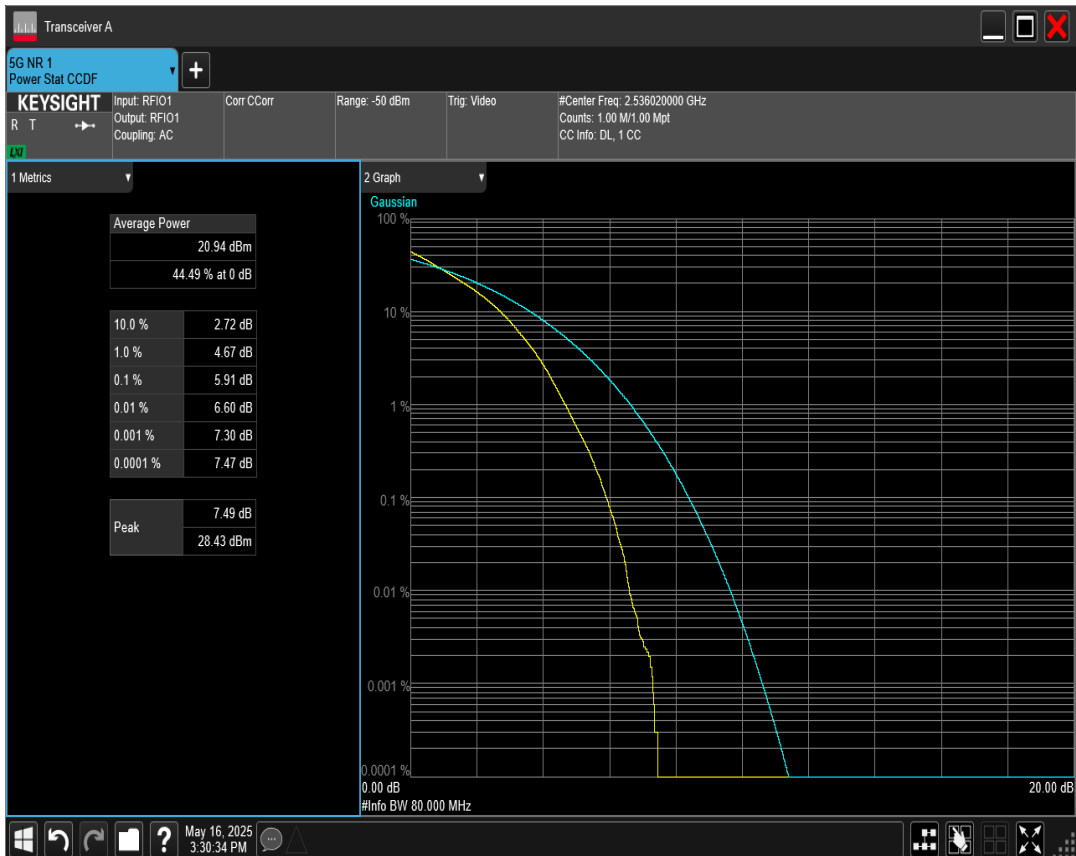 Transceiver A
5G NR 1
Power Stat CCDF
+
KEYSIGHT
R T
LXI
Input: RFIO1
Output: RFIO1
Coupling: AC
Corr CCorr
Range: -50 dBm
Trig: Video
#Center Freq: 2.536020000 GHz
Counts: 1.00 M/1.00 Mpt
CC Info: DL, 1 CC
1 Metrics
Average Power
20.94 dBm
44.49 % at 0 dB
10.0 % 2.72 dB
1.0 % 4.67 dB
0.1 % 5.91 dB
0.01 % 6.60 dB
0.001 % 7.30 dB
0.0001 % 7.47 dB
Peak 7.49 dB
28.43 dBm
2 Graph
Gaussian
100 %
10 %
1 %
0.1 %
0.01 %
0.001 %
0.0001 %
0.00 dB 20.00 dB
#Info BW 80.000 MHz
? May 16, 2025
3:30:34 PM